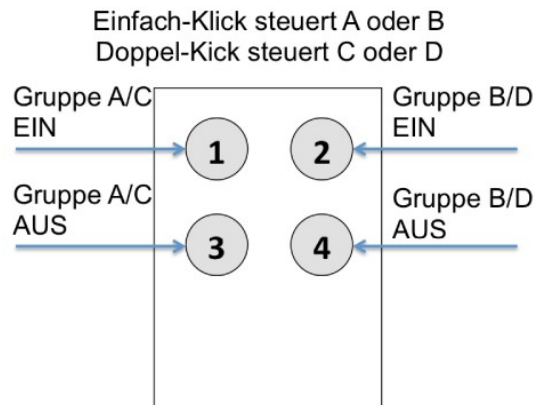 Einfach-Klick steuert A oder B
Doppel-Kick steuert C oder D
Gruppe A/C
EIN
Gruppe B/D
EIN
1
2
Gruppe A/C
AUS
Gruppe B/D
AUS
3
4